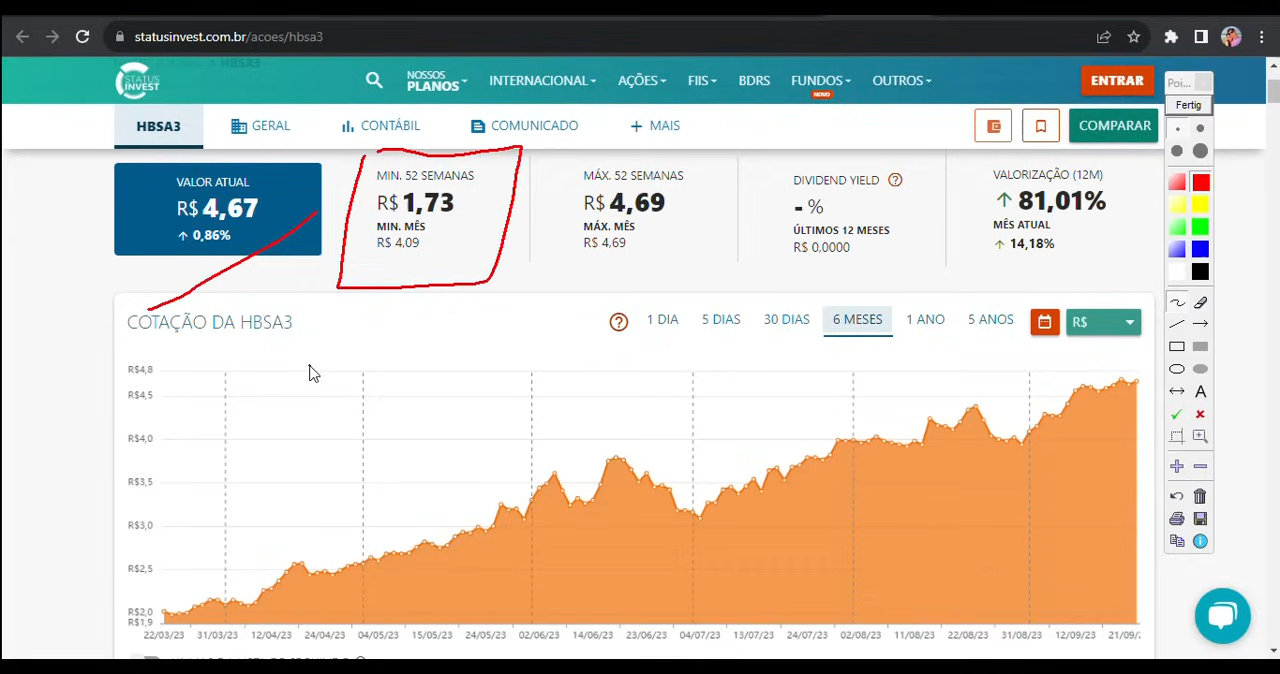 statusinvest.com.br/acoes/hbsa3
HBSA3
STATUS
INVEST
NOSSOS
PLANOS
INTERNACIONAL
AÇÕES
FIIS
BDRS
FUNDOS
NOVO
OUTROS
ENTRAR
Poi...
Fertig
HBSA3
GERAL
CONTÁBIL
COMUNICADO
+ MAIS
COMPARAR
VALOR ATUAL
R$ 4,67
↑ 0,86%
MIN. 52 SEMANAS
R$ 1,73
MIN. MÊS
R$ 4,09
MÁX. 52 SEMANAS
R$ 4,69
MÁX. MÊS
R$ 4,69
DIVIDEND YIELD ?
- %
ÚLTIMOS 12 MESES
R$ 0,0000
VALORIZAÇÃO (12M)
↑ 81,01%
MÊS ATUAL
↑ 14,18%
COTAÇÃO DA HBSA3
?
1 DIA
5 DIAS
30 DIAS
6 MESES
1 ANO
5 ANOS
R$
R$4,8
R$4,5
R$4,0
R$3,5
R$3,0
R$2,5
R$2,0
R$1,9
22/03/23 31/03/23 12/04/23 24/04/23 04/05/23 15/05/23 24/05/23 02/06/23 14/06/23 23/06/23 04/07/23 13/07/23 24/07/23 02/08/23 11/08/23 22/08/23 31/08/23 12/09/23 21/09/
A